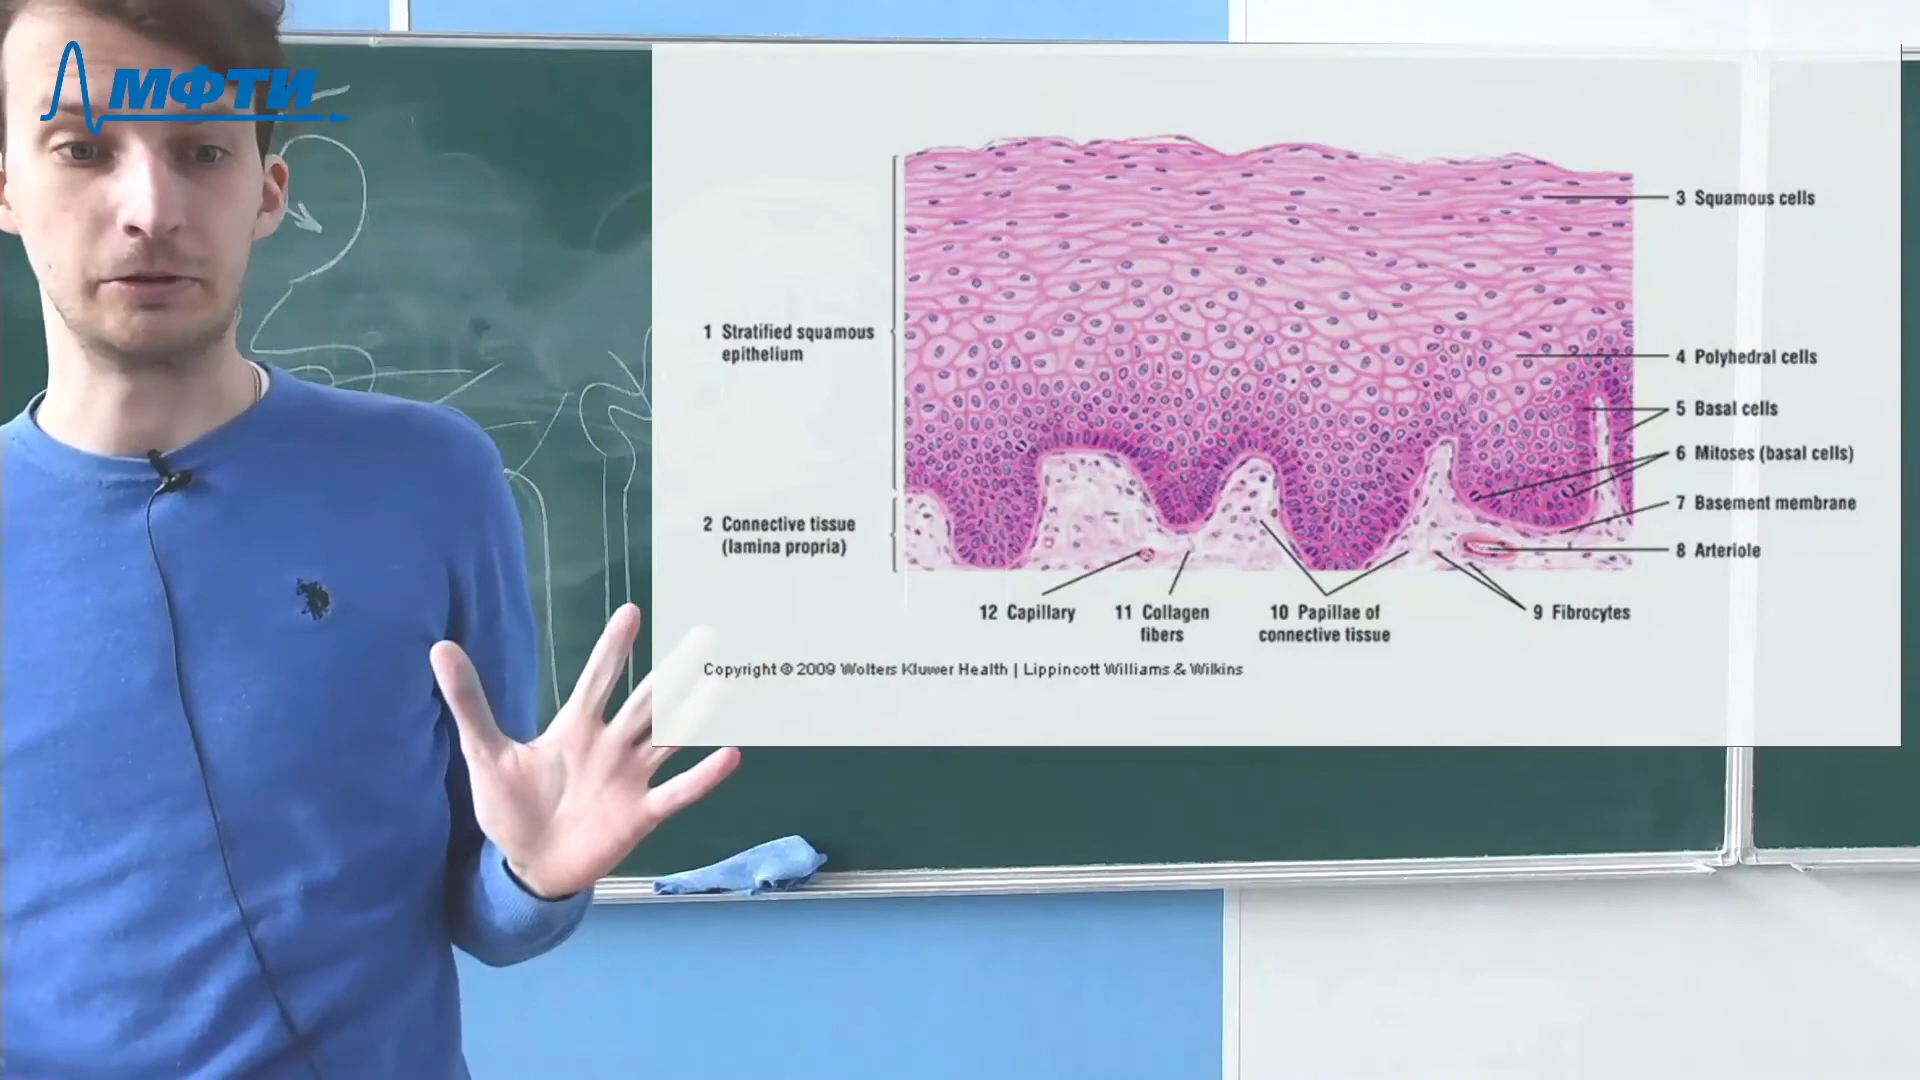 МФТИ
1 Stratified squamous
epithelium
2 Connective tissue
(lamina propria)
3 Squamous cells
4 Polyhedral cells
5 Basal cells
6 Mitoses (basal cells)
7 Basement membrane
8 Arteriole
12 Capillary
11 Collagen
fibers
10 Papillae of
connective tissue
9 Fibrocytes
Copyright © 2009 Wolters Kluwer Health | Lippincott Williams & Wilkins